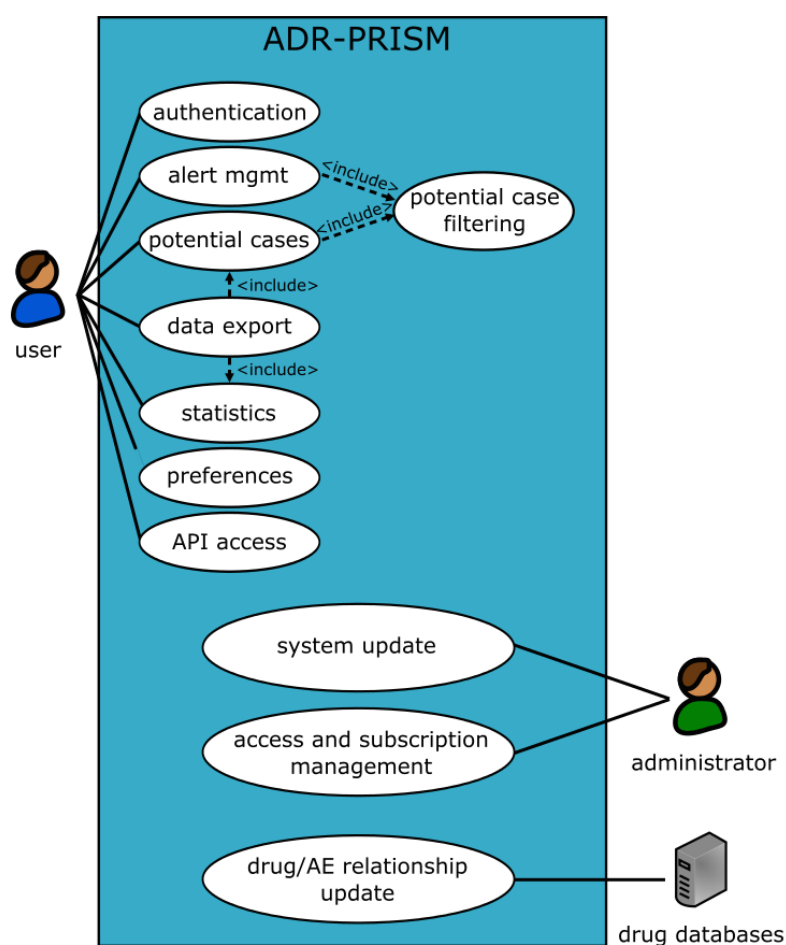 ADR-PRISM
authentication
alert mgmt
<include>
potential case
filtering
potential cases
<include>
<include>
user
data export
<include>
statistics
preferences
API access
system update
access and subscription
management
administrator
drug/AE relationship
update
drug databases